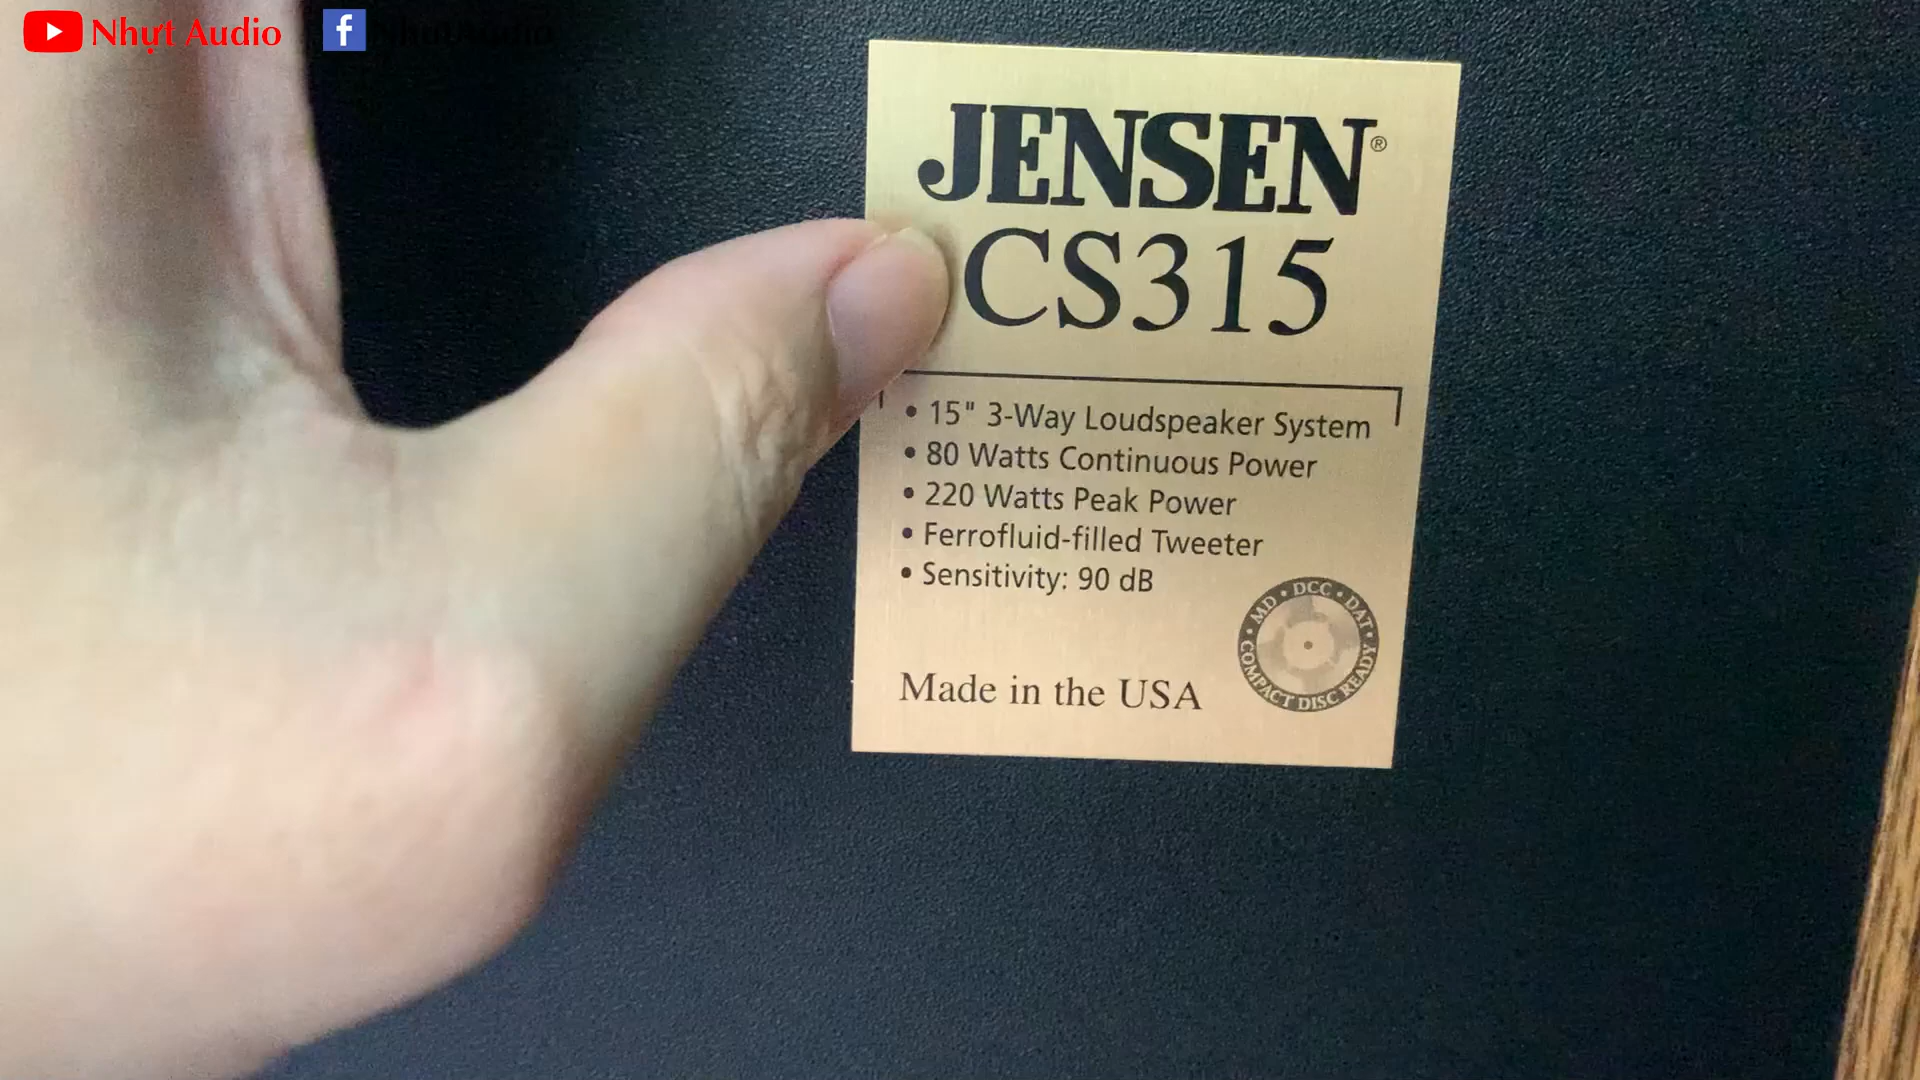 Nhựt Audio
NhutAudio
JENSEN®
CS315
• 15" 3-Way Loudspeaker System
• 80 Watts Continuous Power
• 220 Watts Peak Power
• Ferrofluid-filled Tweeter
• Sensitivity: 90 dB
• MD • DCC • DAT •
COMPACT DISC READY
Made in the USA